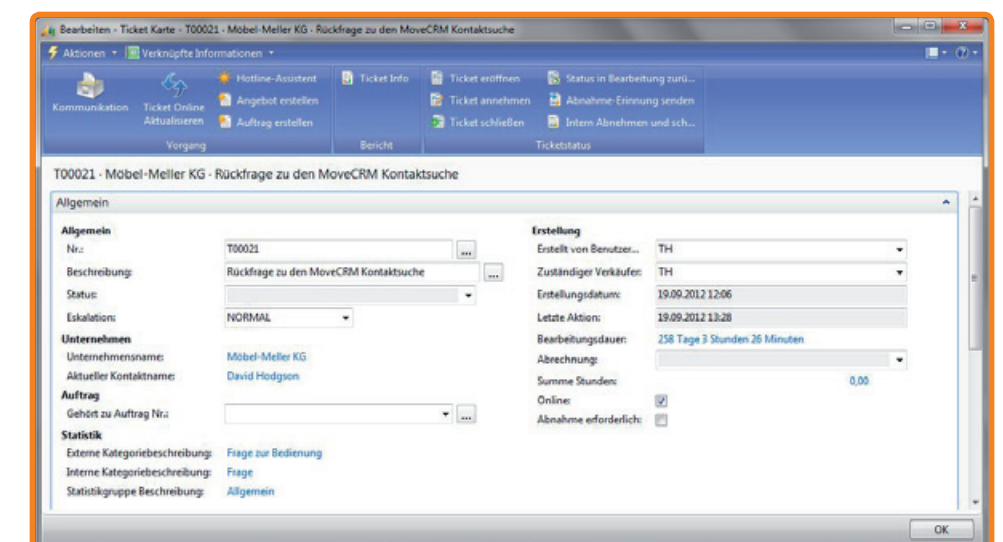 Bearbeiten - Ticket Karte - T00021 · Möbel-Meller KG · Rückfrage zu den MoveCRM Kontaktsuche
Aktionen Verknüpfte Informationen
Kommunikation
Ticket Online Aktualisieren
Hotline-Assistent
Angebot erstellen
Auftrag erstellen
Vorgang
Ticket Info
Bericht
Ticket eröffnen
Ticket annehmen
Ticket schließen
Status in Bearbeitung zurü...
Abnahme-Erinnung senden
Intern Abnehmen und sch...
Ticketstatus
T00021 · Möbel-Meller KG · Rückfrage zu den MoveCRM Kontaktsuche
Allgemein
Allgemein
Nr.: T00021 ...
Beschreibung: Rückfrage zu den MoveCRM Kontaktsuche ...
Status:
Eskalation: NORMAL
Unternehmen
Unternehmensname: Möbel-Meller KG
Aktueller Kontaktname: David Hodgson
Auftrag
Gehört zu Auftrag Nr.: ...
Statistik
Externe Kategoriebeschreibung: Frage zur Bedienung
Interne Kategoriebeschreibung: Frage
Statistikgruppe Beschreibung: Allgemein
Erstellung
Erstellt von Benutzer... TH
Zuständiger Verkäufer: TH
Erstellungsdatum: 19.09.2012 12:06
Letzte Aktion: 19.09.2012 13:28
Bearbeitungsdauer: 258 Tage 3 Stunden 26 Minuten
Abrechnung:
Summe Stunden: 0,00
Online:
Abnahme erforderlich:
OK